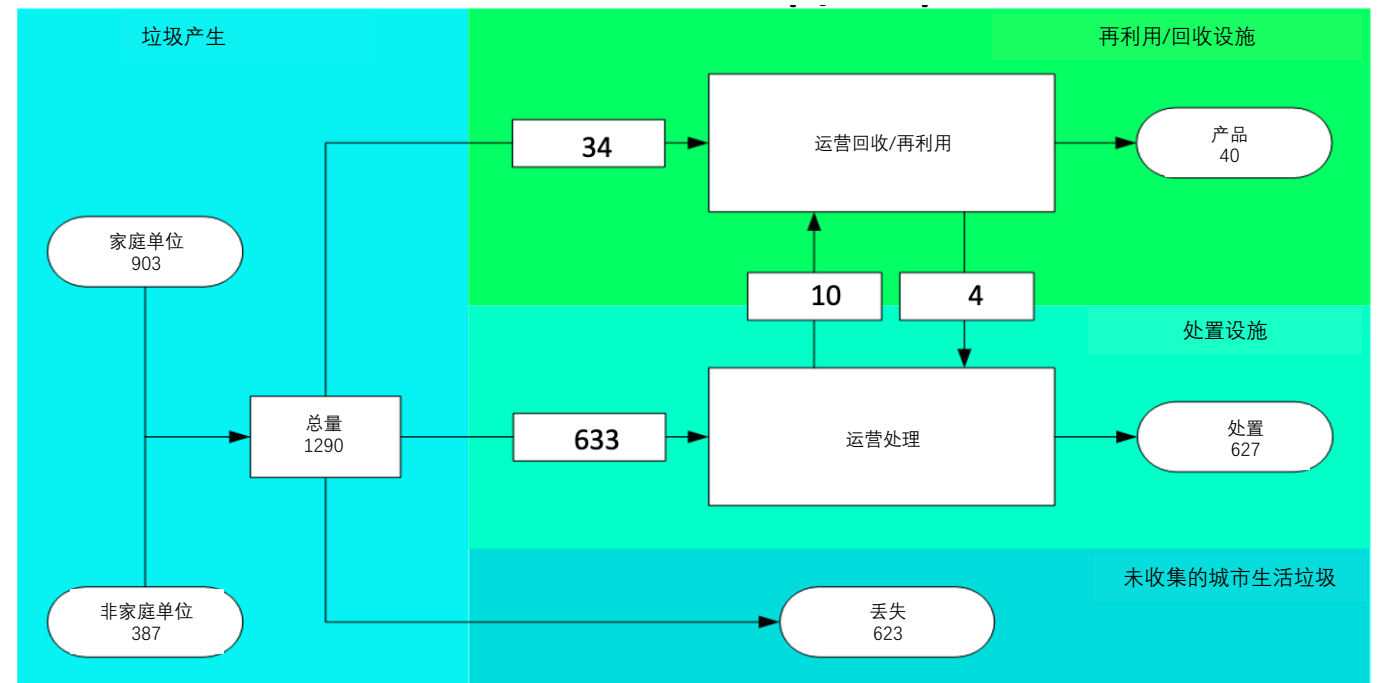 垃圾产生
再利用/回收设施
34
运营回收/再利用
产品
40
家庭单位
903
10
4
处置设施
总量
1290
633
运营处理
处置
627
未收集的城市生活垃圾
非家庭单位
387
丢失
623